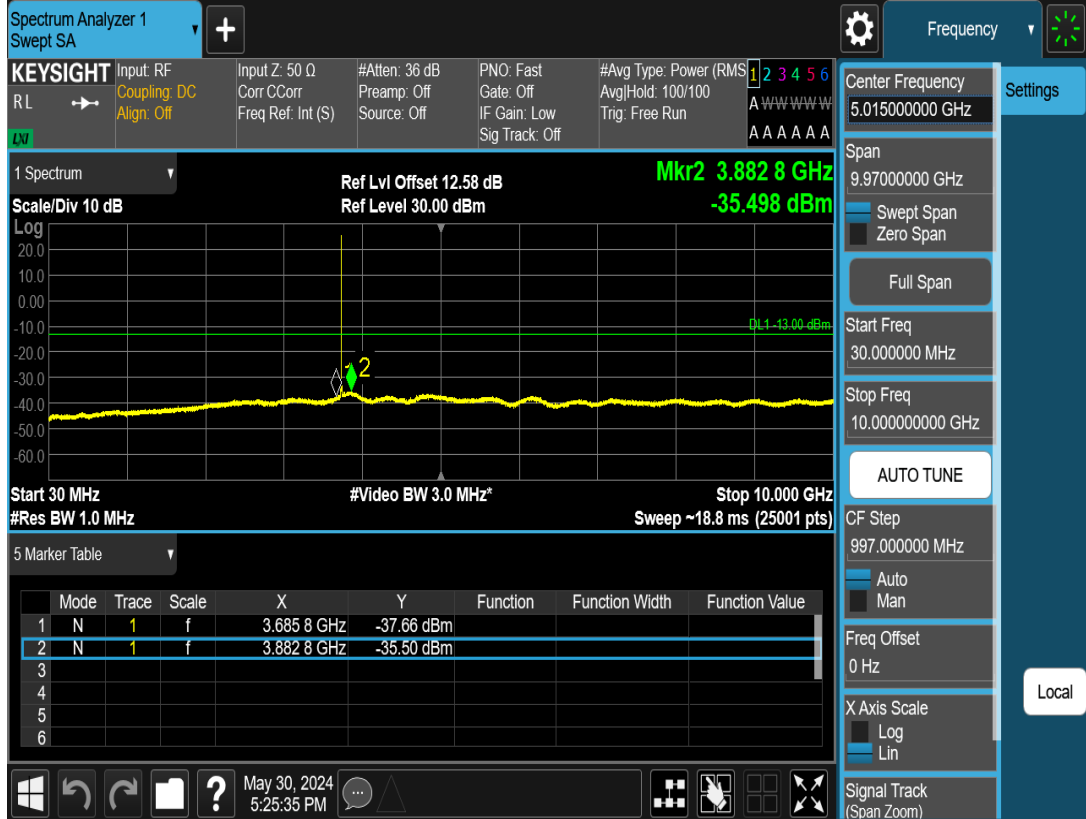 Spectrum Analyzer 1
Swept SA
+
Frequency
KEYSIGHT
RL
LXI
Input: RF
Coupling: DC
Align: Off
Input Z: 50 Ω
Corr CCorr
Freq Ref: Int (S)
#Atten: 36 dB
Preamp: Off
Source: Off
PNO: Fast
Gate: Off
IF Gain: Low
Sig Track: Off
#Avg Type: Power (RMS
Avg|Hold: 100/100
Trig: Free Run
1 2 3 4 5 6
A W W W W W
A A A A A A
1 Spectrum
Scale/Div 10 dB
Ref Lvl Offset 12.58 dB
Ref Level 30.00 dBm
Mkr2 3.882 8 GHz
-35.498 dBm
Log
20.0
10.0
0.00
-10.0
-20.0
-30.0
-40.0
-50.0
-60.0
DL1 -13.00 dBm
1 2
Start 30 MHz
#Video BW 3.0 MHz*
Stop 10.000 GHz
#Res BW 1.0 MHz
Sweep ~18.8 ms (25001 pts)
5 Marker Table
Mode Trace Scale X Y Function Function Width Function Value
1 N 1 f 3.685 8 GHz -37.66 dBm
2 N 1 f 3.882 8 GHz -35.50 dBm
3
4
5
6
?
May 30, 2024
5:25:35 PM
Center Frequency
5.015000000 GHz
Settings
Span
9.97000000 GHz
Swept Span
Zero Span
Full Span
Start Freq
30.000000 MHz
Stop Freq
10.000000000 GHz
AUTO TUNE
CF Step
997.000000 MHz
Auto
Man
Freq Offset
0 Hz
Local
X Axis Scale
Log
Lin
Signal Track
(Span Zoom)